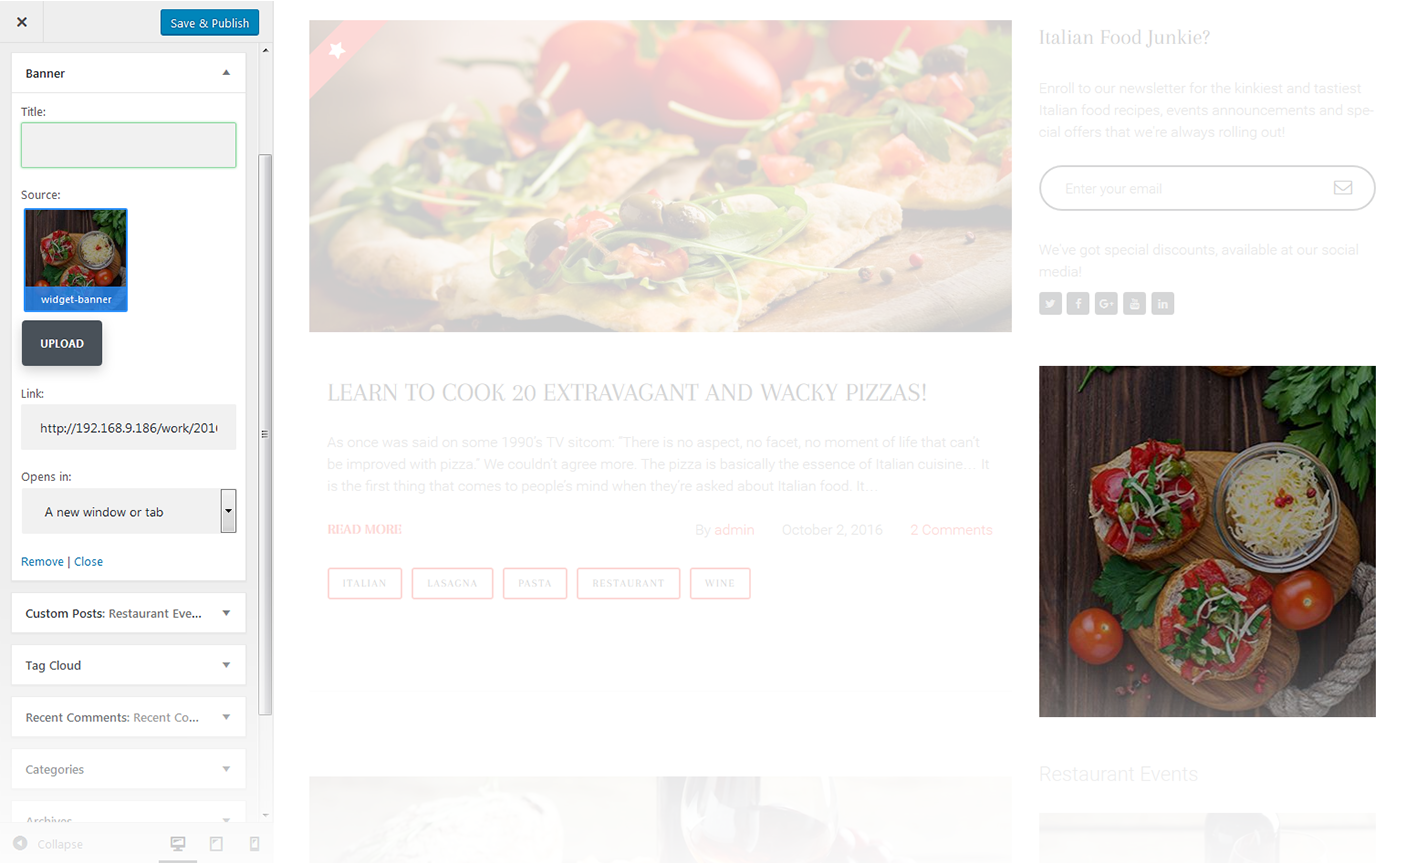 Save & Publish
Banner
Title:
Source:
widget-banner
UPLOAD
Link:
http://192.168.9.186/work/201
Opens in:
A new window or tab
Remove | Close
Custom Posts: Restaurant Eve...
Tag Cloud
Recent Comments: Recent Co...
Categories
Archives
Collapse
LEARN TO COOK 20 EXTRAVAGANT AND WACKY PIZZAS!
As once was said on some 1990's TV sitcom: “There is no aspect, no facet, no moment of life that can't
be improved with pizza.” We couldn't agree more. The pizza is basically the essence of Italian cuisine… It
is the first thing that comes to people's mind when they're asked about Italian food. It…
READ MORE
By admin
October 2, 2016
2 Comments
ITALIAN
LASAGNA
PASTA
RESTAURANT
WINE
Italian Food Junkie?
Enroll to our newsletter for the kinkiest and tastiest
Italian food recipes, events announcements and spe-
cial offers that we're always rolling out!
Enter your email
We've got special discounts, available at our social
media!
Restaurant Events